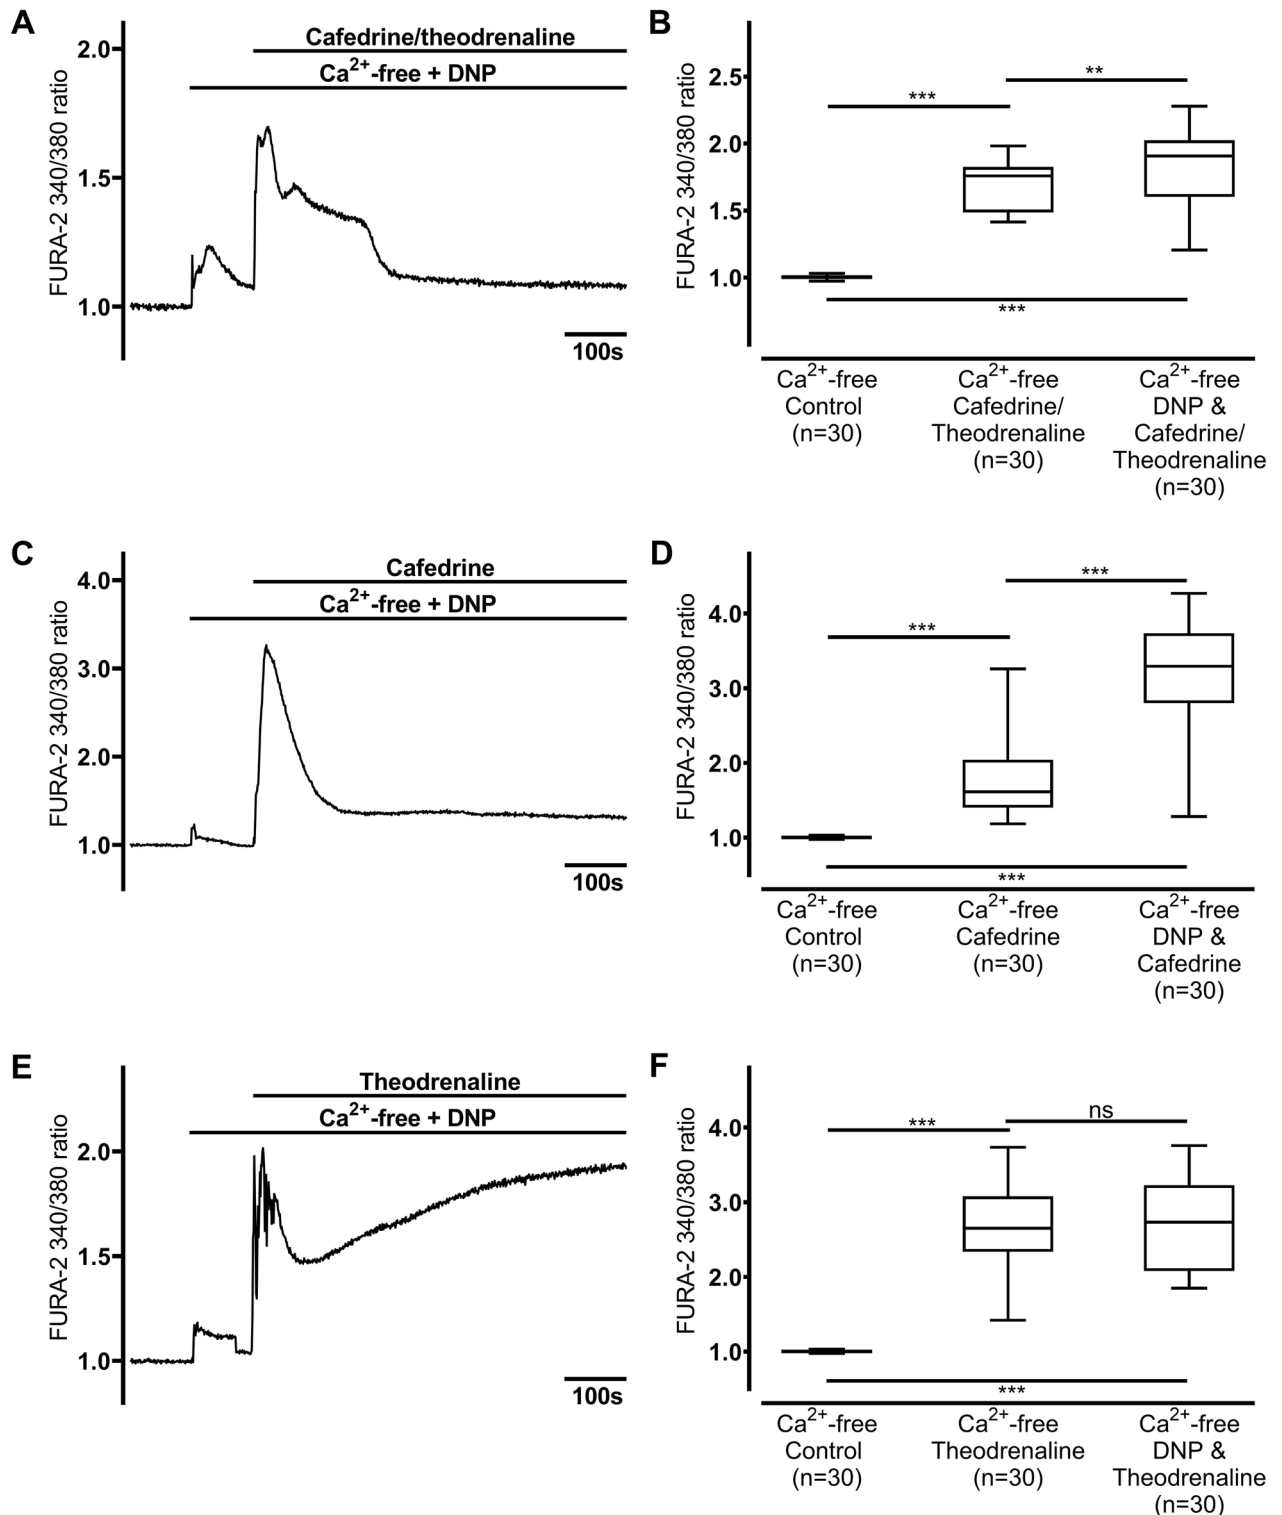 A
FURA-2 340/380 ratio
2.0
1.5
1.0
Cafedrine/theodrenaline
Ca²⁺-free + DNP
100s
B
FURA-2 340/380 ratio
2.5
2.0
1.5
1.0
***
**
***
Ca²⁺-free
Control
(n=30)
Ca²⁺-free
Cafedrine/
Theodrenaline
(n=30)
Ca²⁺-free
DNP &
Cafedrine/
Theodrenaline
(n=30)
C
FURA-2 340/380 ratio
4.0
3.0
2.0
1.0
Cafedrine
Ca²⁺-free + DNP
100s
D
FURA-2 340/380 ratio
4.0
3.0
2.0
1.0
***
***
***
Ca²⁺-free
Control
(n=30)
Ca²⁺-free
Cafedrine
(n=30)
Ca²⁺-free
DNP &
Cafedrine
(n=30)
E
FURA-2 340/380 ratio
2.0
1.5
1.0
Theodrenaline
Ca²⁺-free + DNP
100s
F
FURA-2 340/380 ratio
4.0
3.0
2.0
1.0
***
ns
***
Ca²⁺-free
Control
(n=30)
Ca²⁺-free
Theodrenaline
(n=30)
Ca²⁺-free
DNP &
Theodrenaline
(n=30)